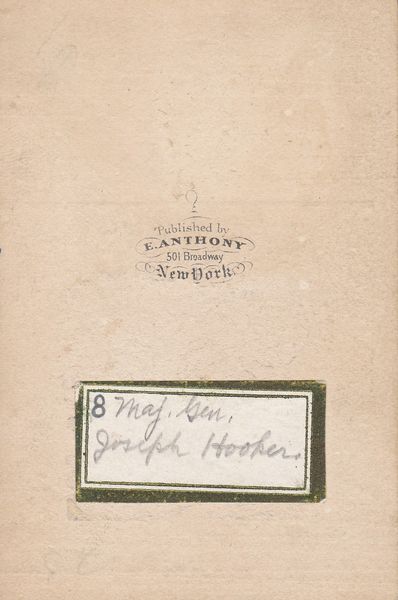 Published by
E. ANTHONY
501 Broadway
New York
8 Maj. Gen.
Joseph Hooker.